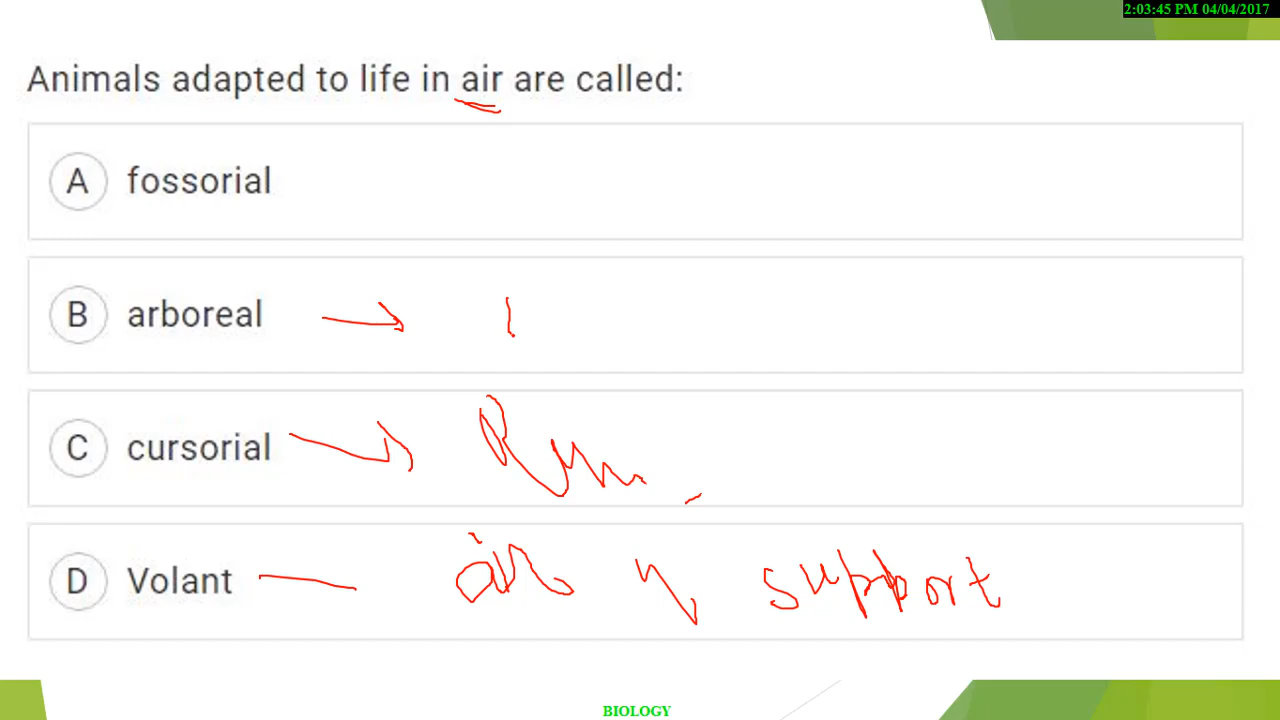 2:03:45 PM 04/04/2017
Animals adapted to life in air are called:
A fossorial
B arboreal
C cursorial Run
D Volant air support
BIOLOGY